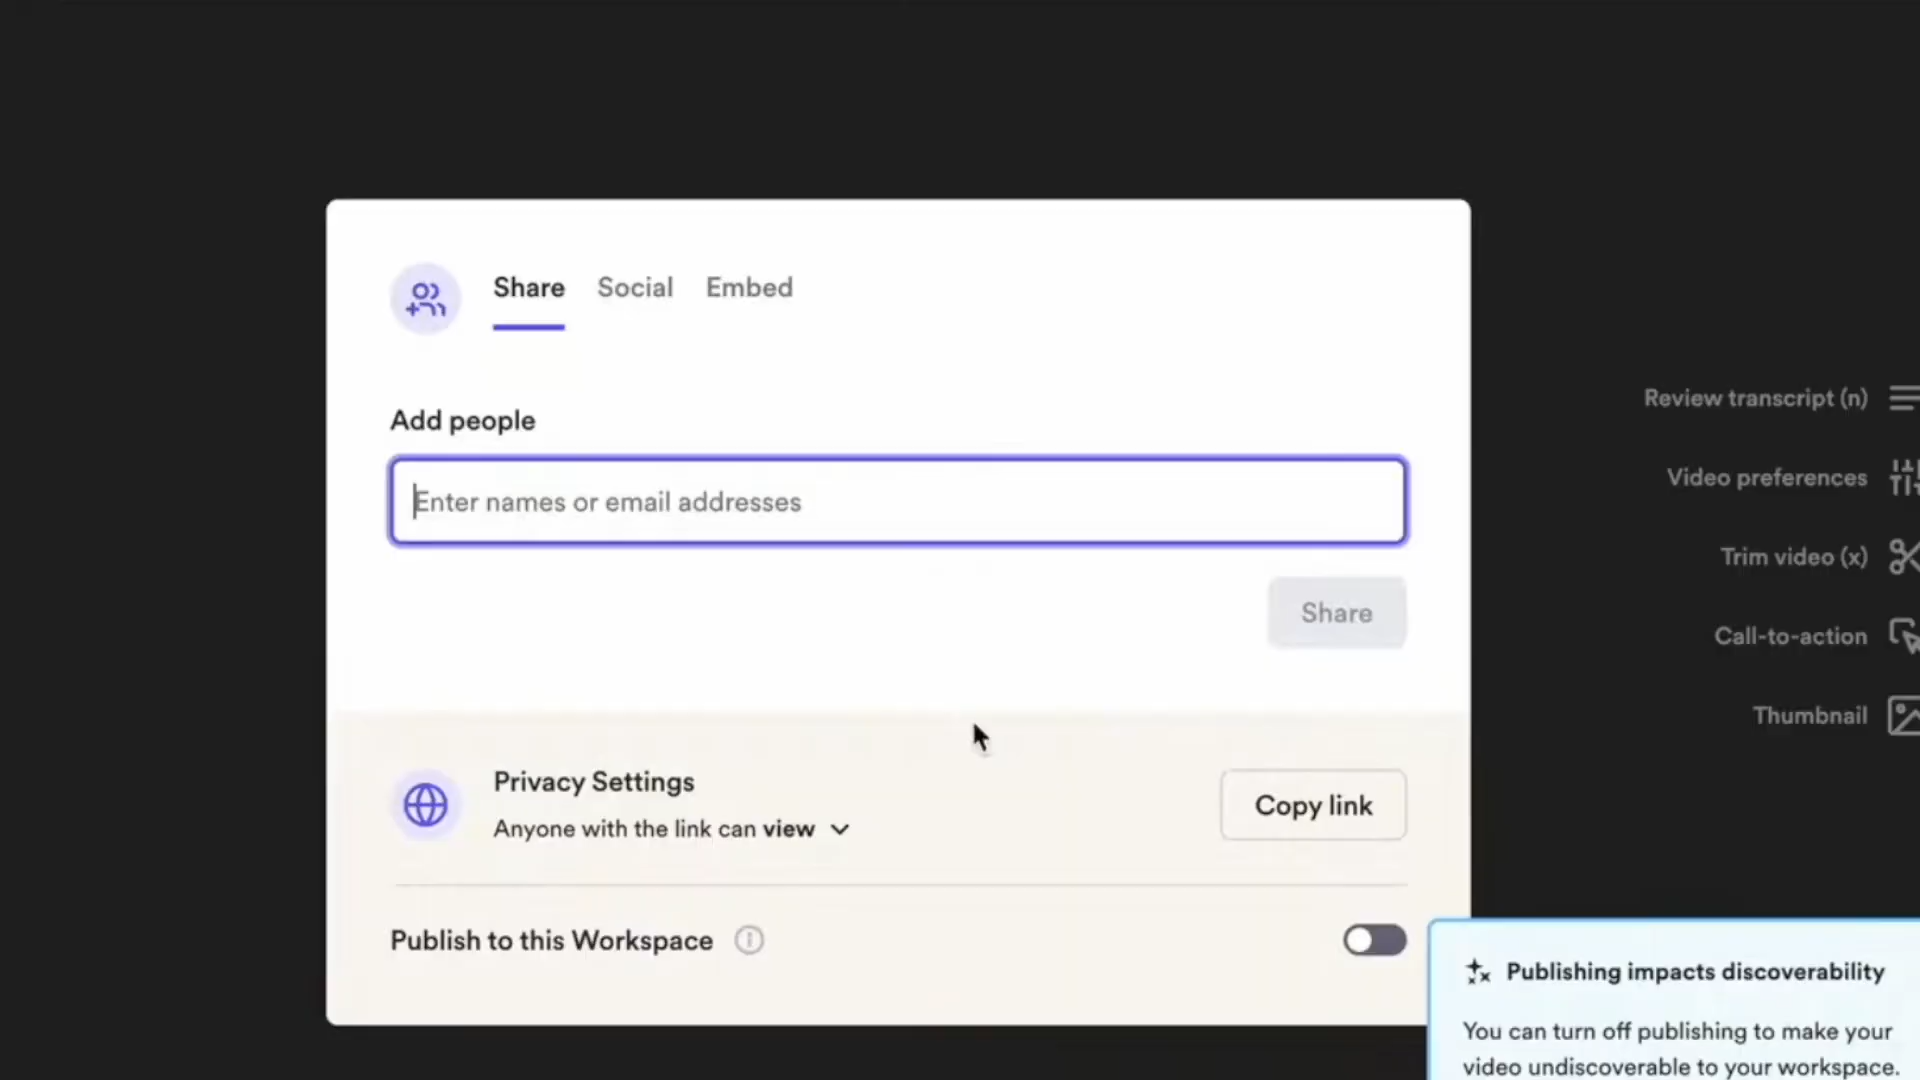 Share Social Embed
Add people
Enter names or email addresses
Share
Privacy Settings
Anyone with the link can view
Copy link
Publish to this Workspace
Review transcript (n)
Video preferences
Trim video (x)
Call-to-action
Thumbnail
Publishing impacts discoverability
You can turn off publishing to make your
video undiscoverable to your workspace.